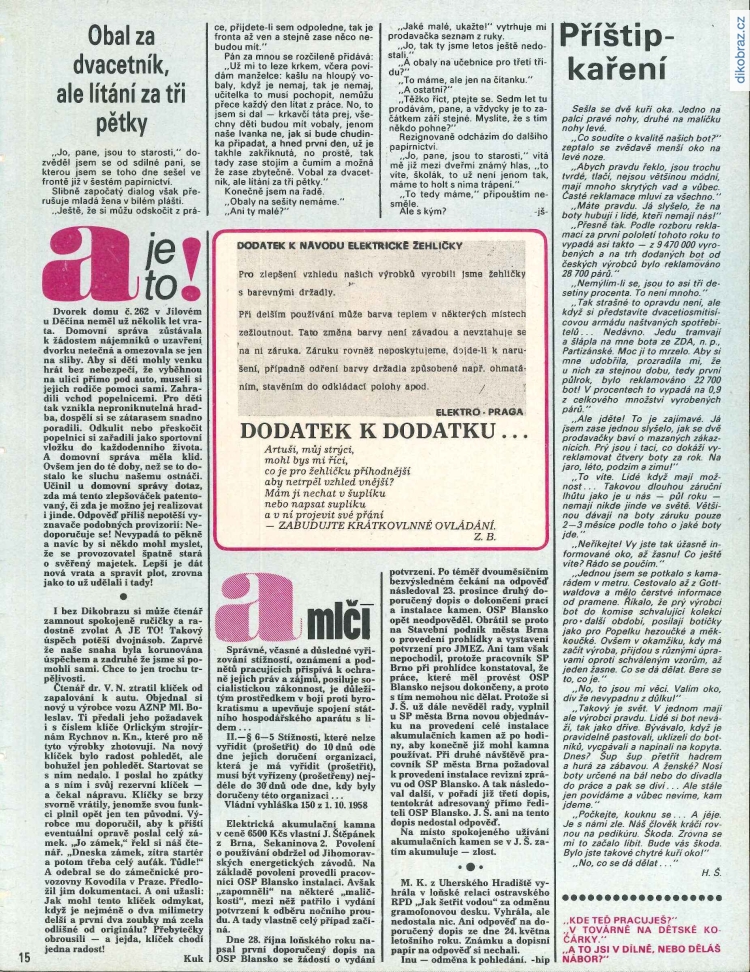 dikobraz.cz
Obal za
dvacetník,
ale lítání za tři
pětky
„Jo, pane, jsou to starosti,“ do-
zvěděl jsem se od sdílné paní, se
kterou jsem se toho dne sešel ve
frontě již v šestém papírnictví.
Slibně započatý dialog však pře-
rušuje mladá žena v bílém plášti.
„Ještě, že si můžu odskočit z prá-
ce, přijdete-li sem odpoledne, tak je
fronta až ven a stejně zase něco ne-
budou mít.“
Pán za mnou se rozčileně přidává:
„Už mi to leze krkem, včera poví-
dám manželce: kašlu na hloupý vo-
baly, když je nemaj, tak je nemaj,
učitelka to musí pochopit, nemůžu
přece každý den lítat z práce. No, to
jsem si dal — krkavčí táta prej, vše-
chny děti budou mít vobaly, jenom
naše Ivanka ne, jak si bude chudin-
ka připadat, a hned první den, už je
takhle zakřiknutá, no prostě, tak
tady zase stojím a čumím a možná
že zase zbytečně. Vobal za dvacet-
ník, ale lítání za tři pětky.“
Konečně jsem na řadě.
„Obaly na sešity nemáme.“
„Ani ty malé?“
„Jaké malé, ukažte!“ vytrhuje mi
prodavačka seznam z ruky.
„Jo, tak ty jsme letos ještě nedo-
stali.“
„A obaly na učebnice pro třetí tří-
du?“
„To máme, ale jen na čítanku.“
„A ostatní?“
„Těžko říct, ptejte se. Sedm let tu
prodávám, pane, a vždycky je to za-
čátkem září stejné. Myslíte, že s tím
někdo pohne?“
Rezignovaně odcházím do dalšího
papírnictví.
„Jo, pane, jsou to starosti,“ vítá
mě již mezi dveřmi známý hlas, „to
víte, školák, to už není jenom tak,
máme to holt s nima trápení.“
„To tedy máme,“ připouštím ne-
směle.
Ale s kým?
-jš-
a je
to!
Dvorek domu č. 262 v Jílovém
u Děčína neměl už několik let vra-
ta. Domovní správa zůstávala
k žádostem nájemníků o uzavření
dvorku netečná a omezovala se jen
na sliby. Aby si děti mohly venku
hrát bez nebezpečí, že vyběhnou
na ulici přímo pod auto, museli si
jejich rodiče pomoci sami. Zahra-
dili vchod popelnicemi. Pro děti
tak vznikla neproniknutelná hrad-
ba, dospělí si se zátarasem snadno
poradili. Odkulit nebo přeskočit
popelnici si zařadili jako sportovní
vložku do každodenního života.
A domovní správa měla klid.
Ovšem jen do té doby, než se to do-
stalo ke sluchu našemu ostnáči.
Učinil u domovní správy dotaz,
zda má tento zlepšováček patento-
vaný, či zda je možno jej realizovat
i jinde. Odpověď příliš nepotěší vy-
znavače podobných provizorií: Ne-
doporučuje se! Nevypadá to pěkně
a navíc by si někdo mohl myslet,
že se provozovatel špatně stará
o svěřený majetek. Lepší je dát
nová vrata a spravit plot, zrovna
jako to už udělali i tady!
●
I bez Dikobrazu si může čtenář
zamnout spokojeně ručičky a ra-
dostně zvolat A JE TO! Takový
úspěch potěší dvojnásob. Zaprvé
že naše snaha byla korunována
úspěchem a zadruhé že jsme si po-
mohli sami. Chce to jen trochu tr-
pělivosti.
Čtenář dr. V. N. ztratil klíček od
zapalování k autu. Objednal si
nový u výrobce vozu AZNP Ml. Bo-
leslav. Ti předali jeho požadavek
i s číslem klíče Orlickým strojír-
nám Rychnov n. Kn., které pro ně
tyto výrobky zhotovují. Na nový
klíček bylo radost pohledět, ale
bohužel jen pohledět. Startovat se
s ním nedalo. I poslal ho zpátky
a s ním i svůj rezervní klíček —
a čekal nápravu. Klíčky se brzy
svorně vrátily, jenomže svou funk-
ci plnil opět jen ten původní. Vý-
robce mu doporučil, aby k příští
eventuální opravě poslal celý zá-
mek. „Jo zámek,“ řekl si náš čte-
nář. „Dneska zámek, zítra startér
a potom třeba celý auťák. Tůdle!“
A odebral se do zámečnické pro-
vozovny Kovodíla v Praze. Předlo-
žil jim dokumentaci. A oni užasli:
Jak mohl tento klíček odmykat,
když je nejméně o dva milimetry
delší a první dva zoubky má zcela
odlišné od originálu? Přebytečky
obrousili — a jejda, klíček chodí
jedna radost!
Kuk
15
DODATEK K NÁVODU ELEKTRICKÉ ŽEHLIČKY
Pro zlepšení vzhledu našich výrobků vyrobili jsme žehličky
s barevnými držadly.
Při delším používání může barva teplem v některých místech
zežloutnout. Tato změna barvy není závadou a nevztahuje se
na ni záruka. Záruku rovněž neposkytujeme, dojde-li k naru-
šení, případně odření barvy držadla způsobené např. ohmatá-
ním, stavěním do odkládací polohy apod.
ELEKTRO - PRAGA
DODATEK K DODATKU...
Artuši, můj strýci,
mohl bys mi říci,
co je pro žehličku příhodnější
aby netrpěl vzhled vnější?
Mám ji nechat v šuplíku
nebo napsat supliku
a v ní projevit své přání
— ZABUDUJTE KRÁTKOVLNNÉ OVLÁDÁNÍ.
Z. B.
a mlčí
Správné, včasné a důsledné vyři-
zování stížností, oznámení a pod-
nětů pracujících přispívá k ochra-
ně jejich práv a zájmů, posiluje so-
cialistickou zákonnost, je důleži-
tým prostředkem v boji proti byro-
kratismu a upevňuje spojení státní-
ho hospodářského aparátu s li-
dem ...
II.—§ 6—5 Stížnosti, které nelze
vyřídit (prošetřit) do 10 dnů ode
dne jejich doručení organizaci,
která je má vyřídit (prošetřit),
musí být vyřízeny (prošetřeny) nej-
déle do 30 dnů ode dne, kdy byly
doručeny této organizaci ...
Vládní vyhláška 150 z 1. 10. 1958
Elektrická akumulační kamna
v ceně 6500 Kčs vlastní J. Štěpánek
z Brna, Sekaninova 2. Povolení
o používání obdržel od Jihomorav-
ských energetických závodů. Na
základě povolení provedli pracov-
níci OSP Blansko instalaci. Avšak
„zapomněli“ na některé „malič-
kosti“, mezi něž patřilo i vydání
potvrzení k odběru nočního prou-
du. A tady vlastně celý případ začí-
ná.
Dne 28. října loňského roku na-
psal první doporučený dopis na
OSP Blansko se žádostí o vydání
potvrzení. Po téměř dvouměsíčním
bezvýsledném čekání na odpověď
následoval 23. prosince druhý do-
poručený dopis o dokončení prací
a instalace kamen. OSP Blansko
opět neodpovědělo. Obrátil se proto
na Stavební podnik města Brna
o provedení prohlídky a vystavení
potvrzení pro JMEZ. Ani tam však
nepochodil, protože pracovník SP
Brno při prohlídce konstatoval, že
práce, které měl provést OSP
Blansko nejsou dokončeny, a proto
s tím nemohou nic dělat. Protože si
J. Š. už dále nevěděl rady, vyplnil
u SP města Brna novou objednáv-
ku na provedení celé instalace
akumulačních kamen až po hodi-
ny, aby konečně již mohl kamna
používat. Při druhé návštěvě pra-
covník SP města Brna požadoval
k provedení instalace revizní zprá-
vu od OSP Blansko. A tak následo-
val další, v pořadí již třetí dopis,
tentokrát adresovaný přímo ředi-
teli OSP Blansko. J. Š. ani na tento
dopis nedostal odpověď.
Na místo spokojeného užívání
akumulačních kamen se v J. Š. za-
tím akumuluje — zlost.
●
M. K. z Uherského Hradiště vy-
hrála v loňské relaci ostravského
RPD „Jak šetřit vodou“ za odměnu
gramofonovou desku. Vyhrála, ale
nedostala nic. Ani odpověď na do-
poručený dopis ze dne 24. května
letošního roku. Známku a dopisní
papír na odpověď si nechali.
Inu — odměna k pohledání. -hip
Příštip-
kaření
Sešla se dvě kuří oka. Jedno na
palci pravé nohy, druhé na malíčku
nohy levé.
„Co soudíte o kvalitě našich bot?“
zeptalo se zvědavě menší oko na
levé noze.
„Abych pravdu řeklo, jsou trochu
tvrdé, tlačí, nejsou většinou módní,
mají mnoho skrytých vad a vůbec.
Časté reklamace mluví za všechno.“
„Máte pravdu. Já slyšelo, že na
boty hubují i lidé, kteří nemají nás!“
„Přesně tak. Podle rozboru rekla-
mací za první pololetí tohoto roku to
vypadá asi takto — z 9 470 000 vyro-
bených a na trh dodaných bot od
českých výrobců bylo reklamováno
28 700 párů.“
„Nemýlím-li se, jsou to asi tři de-
setiny procenta. To není mnoho.“
„Tak strašné to opravdu není, ale
když si představíte dvacetiosmitisí-
covou armádu naštvaných spotřebi-
telů... Nedávno. Jedu tramvají
a šlápla na mne bota ze ZDA, n. p.,
Partizánské. Moc ji to mrzelo. Aby si
mne udobřila, prozradila mi, že
u nich za stejnou dobu, tedy první
půlrok, bylo reklamováno 22 700
bot! V procentech to vypadá na 0,9
z celkového množství vyrobených
párů.“
„Ale jděte! To je zajímavé. Já
jsem zase jednou slyšelo, jak se dvě
prodavačky baví o mazaných zákaz-
nících. Prý jsou i tací, co dokáží vy-
reklamovat čtvery boty za rok. Na
jaro, léto, podzim a zimu!“
„To víte. Lidé když mají mož-
nost... Takovou dlouhou záruční
lhůtu jako je u nás — půl roku —
nemají nikde jinde ve světě. Větši-
nou dávají na boty záruku pouze
2—3 měsíce podle toho o jaké boty
jde.“
„Neříkejte! Vy jste tak úžasně in-
formované oko, až žasnu! Co ještě
víte? Rádo se poučím.“
„Jednou jsem se potkalo s kama-
rádem v metru. Cestovalo až z Gott-
waldova a mělo čerstvé informace
od pramene. Říkalo, že prý výrobci
bot do komise schvalující kolekci
pro další období, posílají botičky
jako pro Popelku hezoučké a měk-
koučké. Ovšem v okamžiku, kdy má
začít výroba, přijdou s různými úpra-
vami oproti schváleným vzorům, až
jeden žasne. Co se dá dělat. Bere se
to, co je.“
„No, to jsou mi věci. Valím oko,
div že nevypadnu z důlku!“
„Takový je svět. V jednom mají
ale výrobci pravdu. Lidé si bot neva-
ží, tak jako dříve. Bývávalo, když je
pravidelně pastovali, uklízeli do bot-
níků, vycpávali a napínali na kopyta.
Dnes? Šup šup přetřít hadrem
a hurá za zábavou. A ženské? Nosí
boty určené na bál nebo do divadla
do práce a pak se diví... Ale stále
jen povídáme a vůbec nevíme, kam
jdeme.“
„Počkejte, kouknu se... A jéje.
Je s námi zle. Náš člověk kráčí rov-
nou na pedikúru. Škoda. Zrovna se
mi to začalo líbit. Bude vás škoda.
Bylo jste takové chytré kuří oko!“
„No, co se dá dělat...“
H. Š.
„KDE TEĎ PRACUJEŠ?“
„V TOVÁRNĚ NA DĚTSKÉ KO-
ČÁRKY.“
„A TO JSI V DÍLNĚ, NEBO DĚLÁŠ
NÁBOR?“